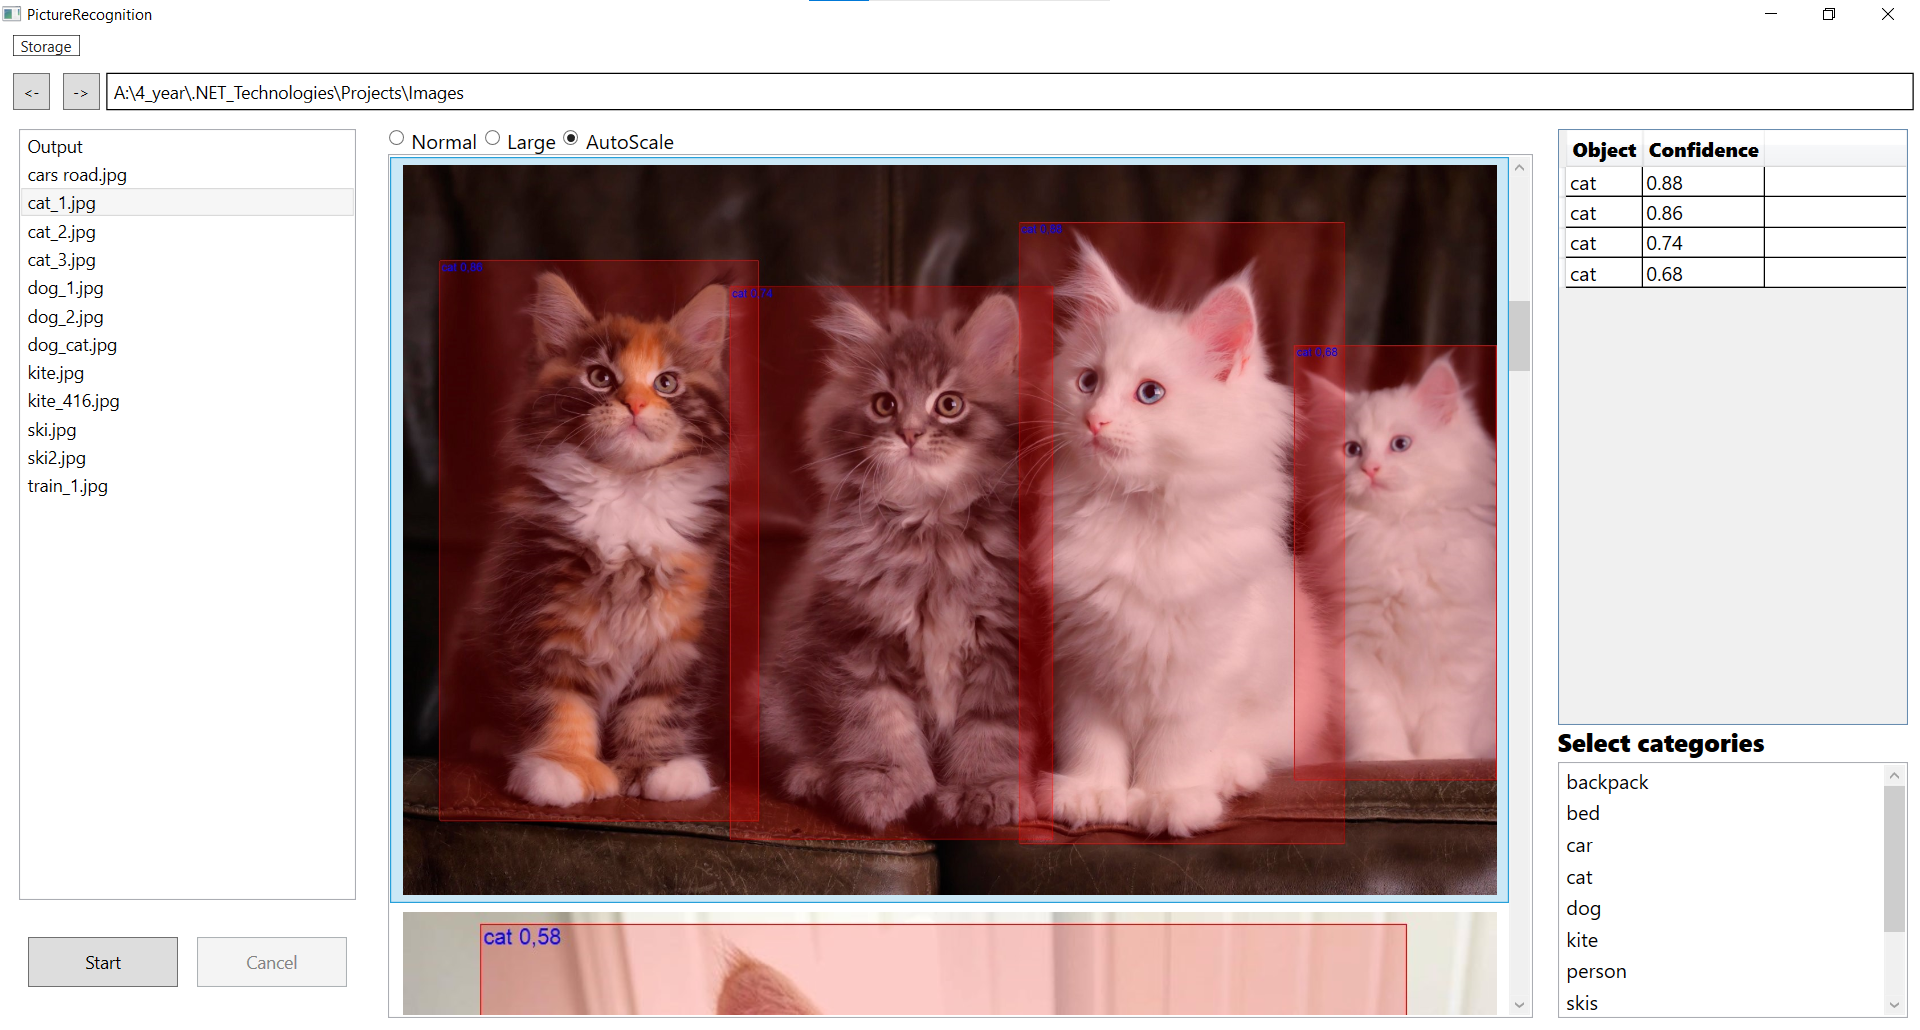 PictureRecognition
Storage
<- -> A:\4_year\.NET_Technologies\Projects\Images
Output
cars road.jpg
cat_1.jpg
cat_2.jpg
cat_3.jpg
dog_1.jpg
dog_2.jpg
dog_cat.jpg
kite.jpg
kite_416.jpg
ski.jpg
ski2.jpg
train_1.jpg
Start Cancel
Normal Large AutoScale
cat 0,68
cat 0,86
cat 0,74
cat 0,58
Object Confidence
cat 0.88
cat 0.86
cat 0.74
cat 0.68
Select categories
backpack
bed
car
cat
dog
kite
person
skis